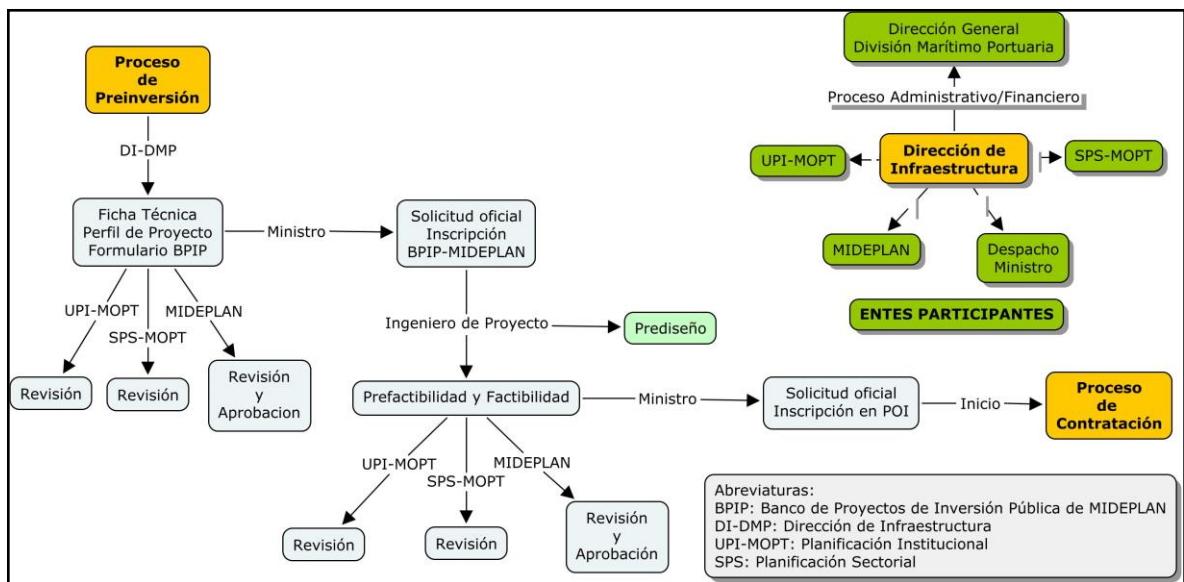 Proceso
de
Preinversión
DI-DMP
Ficha Técnica
Perfil de Proyecto
Formulario BPIP
Ministro
Solicitud oficial
Inscripción
BPIP-MIDEPLAN
UPI-MOPT
SPS-MOPT
MIDEPLAN
Revisión
Revisión
Revisión
y
Aprobacion
Ingeniero de Proyecto
Prediseño
Prefactibilidad y Factibilidad
Ministro
Solicitud oficial
Inscripción en POI
Inicio
Proceso
de
Contratación
UPI-MOPT
SPS-MOPT
MIDEPLAN
Revisión
Revisión
Revisión
y
Aprobación
Dirección General
División Marítimo Portuaria
Proceso Administrativo/Financiero
UPI-MOPT
Dirección de
Infraestructura
SPS-MOPT
MIDEPLAN
Despacho
Ministro
ENTES PARTICIPANTES
Abreviaturas:
BPIP: Banco de Proyectos de Inversión Pública de MIDEPLAN
DI-DMP: Dirección de Infraestructura
UPI-MOPT: Planificación Institucional
SPS: Planificación Sectorial